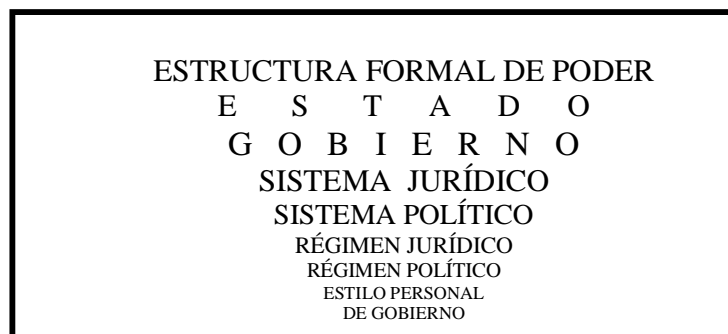 ESTRUCTURA FORMAL DE PODER
E S T A D O
G O B I E R N O
SISTEMA JURÍDICO
SISTEMA POLÍTICO
RÉGIMEN JURÍDICO
RÉGIMEN POLÍTICO
ESTILO PERSONAL
DE GOBIERNO